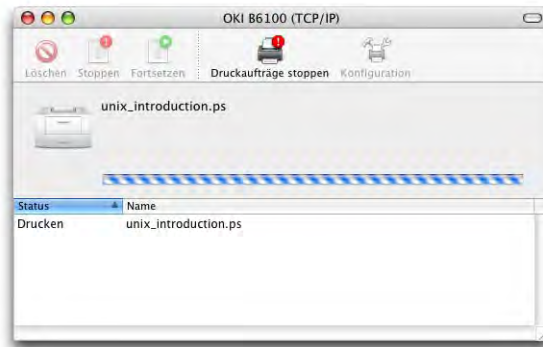 OKI B6100 (TCP/IP)
Löschen Stoppen Fortsetzen Druckaufträge stoppen Konfiguration
unix_introduction.ps
Status Name
Drucken unix_introduction.ps